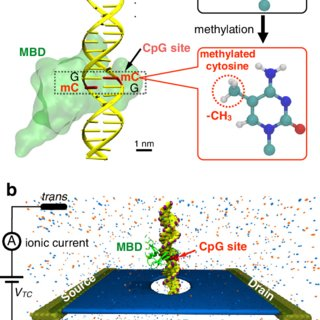 methylation
MBD
CpG site
methylated
cytosine
G
mC
mC
G
-CH3
1 nm
b
trans
A
ionic current
MBD
CpG site
VTC
Source
Drain